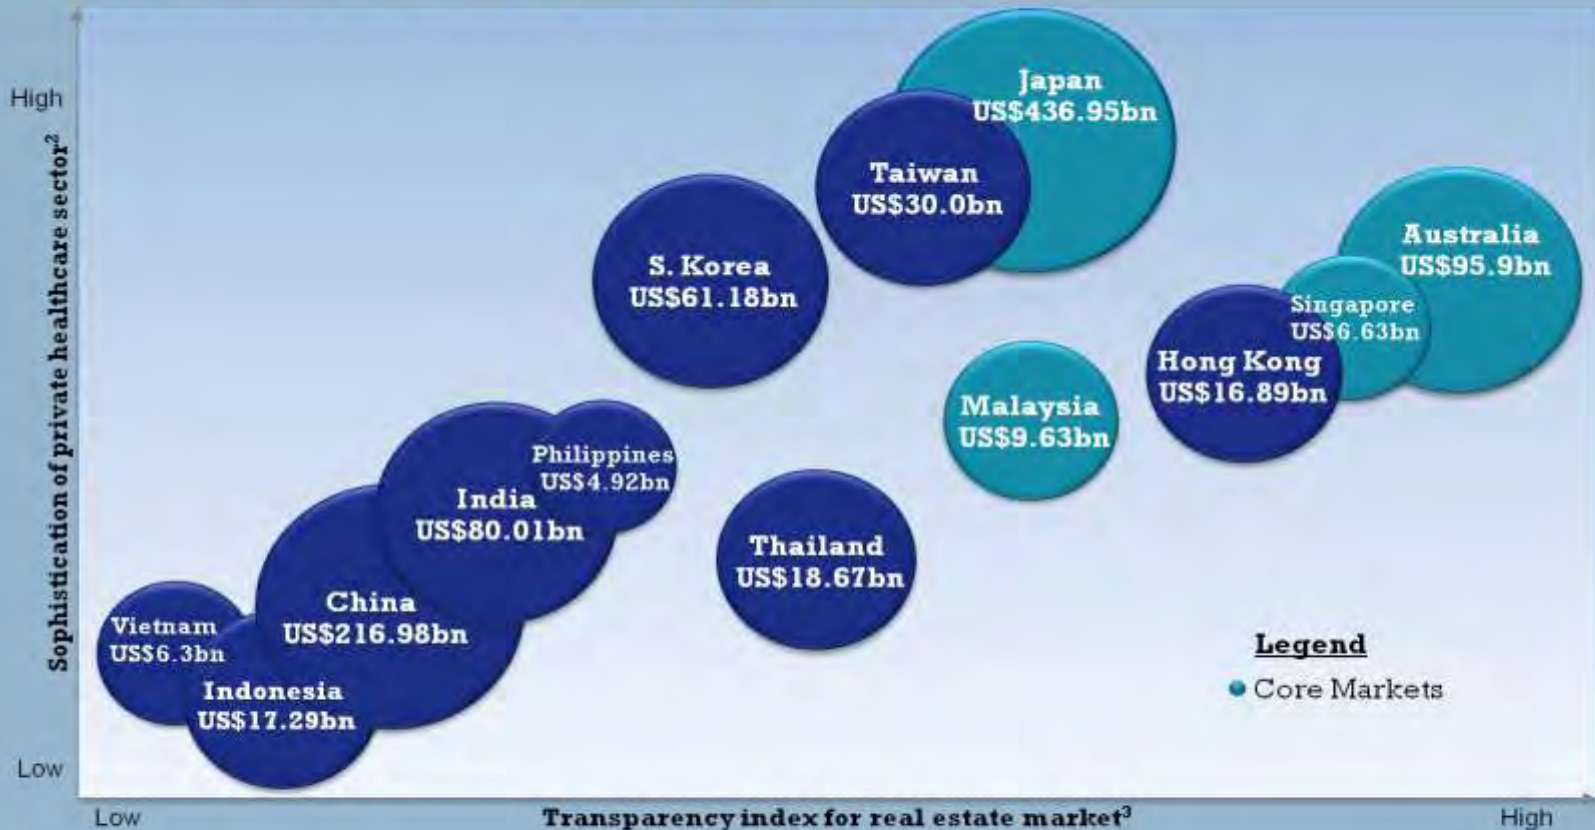 High
Sophistication of private healthcare sector2
Low
Japan
US$436.95bn
Taiwan
US$30.0bn
S. Korea
US$61.18bn
Australia
US$95.9bn
Singapore
US$6.63bn
Hong Kong
US$16.89bn
Malaysia
US$9.63bn
Philippines
US$4.92bn
India
US$80.01bn
Thailand
US$18.67bn
China
US$216.98bn
Vietnam
US$6.3bn
Indonesia
US$17.29bn
Legend
Core Markets
Low
Transparency index for real estate market3
High